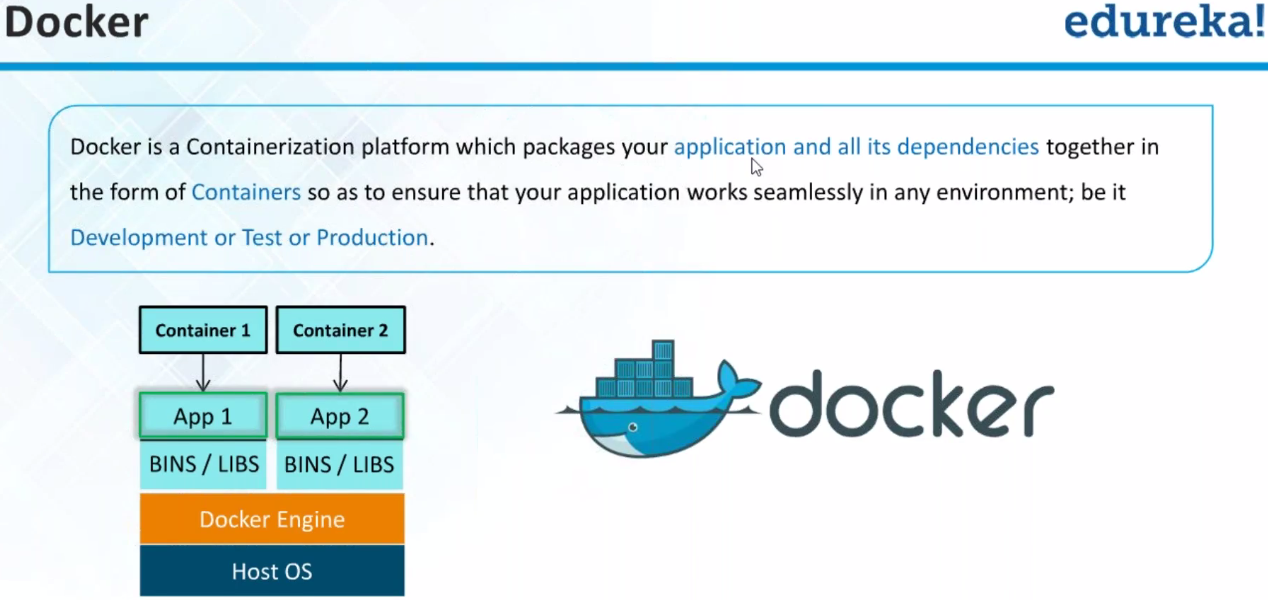 Docker
edureka!
Docker is a Containerization platform which packages your application and all its dependencies together in
the form of Containers so as to ensure that your application works seamlessly in any environment; be it
Development or Test or Production.
Container 1
Container 2
App 1
App 2
BINS / LIBS
BINS / LIBS
Docker Engine
Host OS
docker